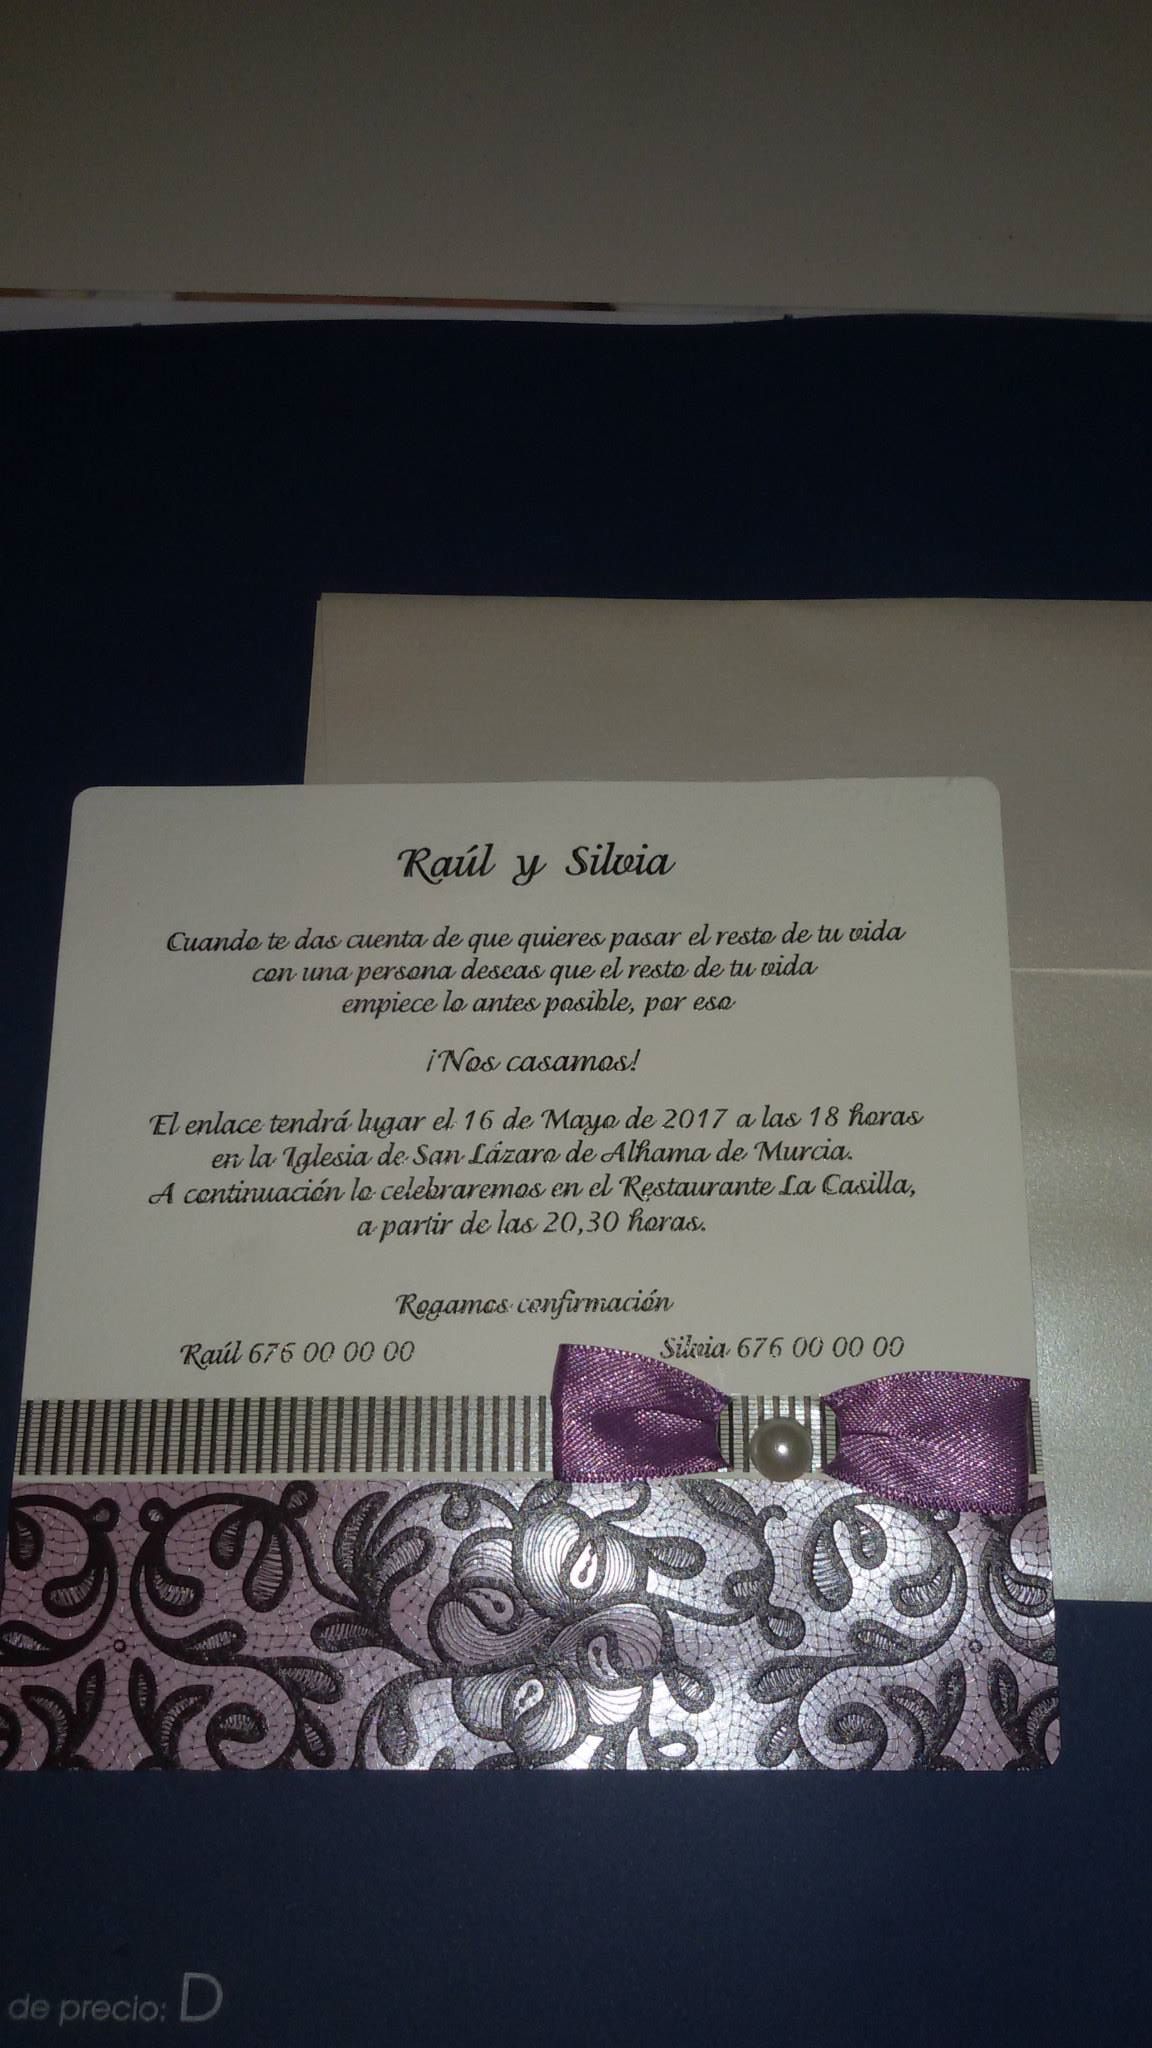 Raúl y Silvia
Cuando te das cuenta de que quieres pasar el resto de tu vida
con una persona deseas que el resto de tu vida
empiece lo antes posible, por eso
¡Nos casamos!
El enlace tendrá lugar el 16 de Mayo de 2017 a las 18 horas
en la Iglesia de San Lázaro de Alhama de Murcia.
A continuación lo celebraremos en el Restaurante La Casilla,
a partir de las 20,30 horas.
Rogamos confirmación
Raúl 676 00 00 00 Silvia 676 00 00 00
de precio: D